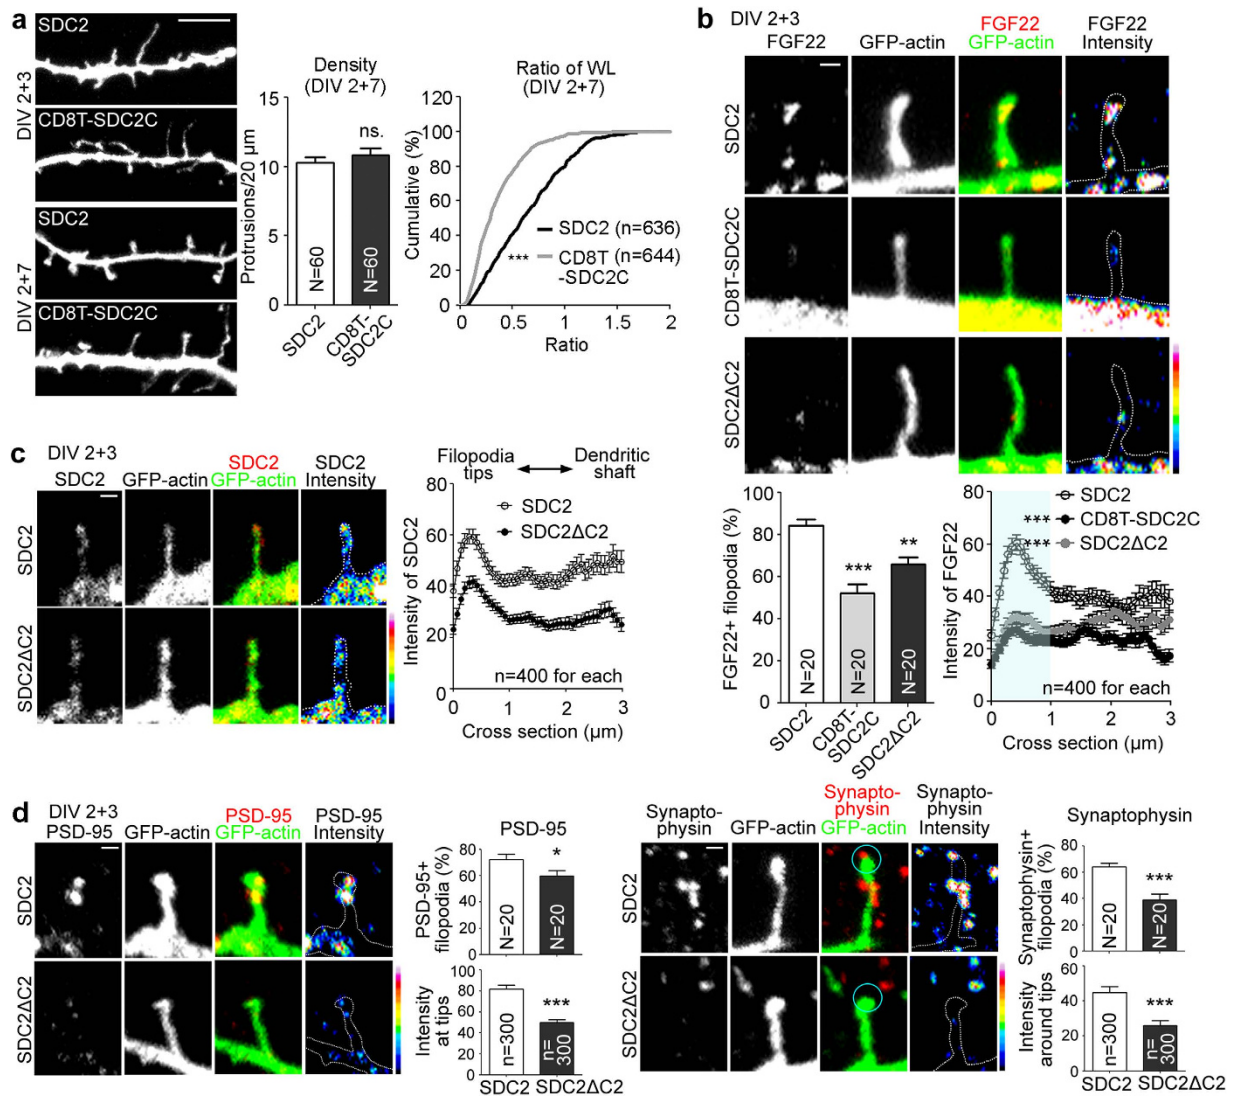 a
SDC2
DIV 2+3
CD8T-SDC2C
SDC2
DIV 2+7
CD8T-SDC2C
Density
(DIV 2+7)
Protrusions/20 µm
15
10
5
0
ns.
N=60
N=60
SDC2
CD8T-
SDC2C
Ratio of WL
(DIV 2+7)
Cumulative (%)
120
100
80
60
40
20
0
SDC2 (n=636)
*** CD8T (n=644)
-SDC2C
0 0.5 1 1.5 2
Ratio
b
DIV 2+3
FGF22 GFP-actin FGF22 FGF22
GFP-actin Intensity
SDC2
CD8T-SDC2C
SDC2ΔC2
FGF22+ filopodia (%)
100
80
60
40
20
0
***
**
N=20
N=20
N=20
SDC2
CD8T-
SDC2C
SDC2ΔC2
Intensity of FGF22
80
60
40
20
0
SDC2
*** CD8T-SDC2C
*** SDC2ΔC2
n=400 for each
0 1 2 3
Cross section (µm)
c
DIV 2+3
SDC2 GFP-actin SDC2 SDC2
GFP-actin Intensity
SDC2
SDC2ΔC2
Filopodia Dendritic
tips shaft
Intensity of SDC2
80
60
40
20
0
SDC2
SDC2ΔC2
n=400 for each
0 1 2 3
Cross section (µm)
d
DIV 2+3
PSD-95 GFP-actin PSD-95 PSD-95
GFP-actin Intensity
SDC2
SDC2ΔC2
PSD-95
PSD-95+
filopodia (%)
80
60
40
20
0
*
N=20
N=20
Intensity
at tips
100
80
60
40
20
0
***
n=300
n=
300
SDC2 SDC2ΔC2
Synapto-
physin
GFP-actin
Synapto-
physin
GFP-actin
Synapto-
physin
Intensity
SDC2
SDC2ΔC2
Synaptophysin
Synaptophysin+
filopodia (%)
80
60
40
20
0
***
N=20
N=20
Intensity
around tips
60
40
20
0
***
n=300
n=
300
SDC2 SDC2ΔC2